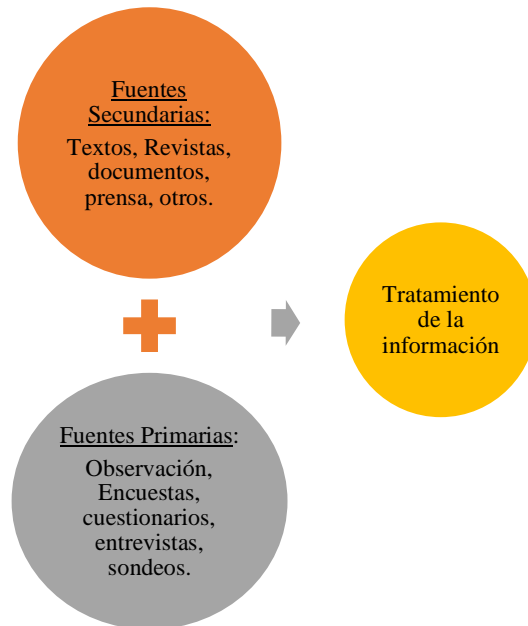 Fuentes
Secundarias:
Textos, Revistas,
documentos,
prensa, otros.
Tratamiento
de la
información
Fuentes Primarias:
Observación,
Encuestas,
cuestionarios,
entrevistas,
sondeos.